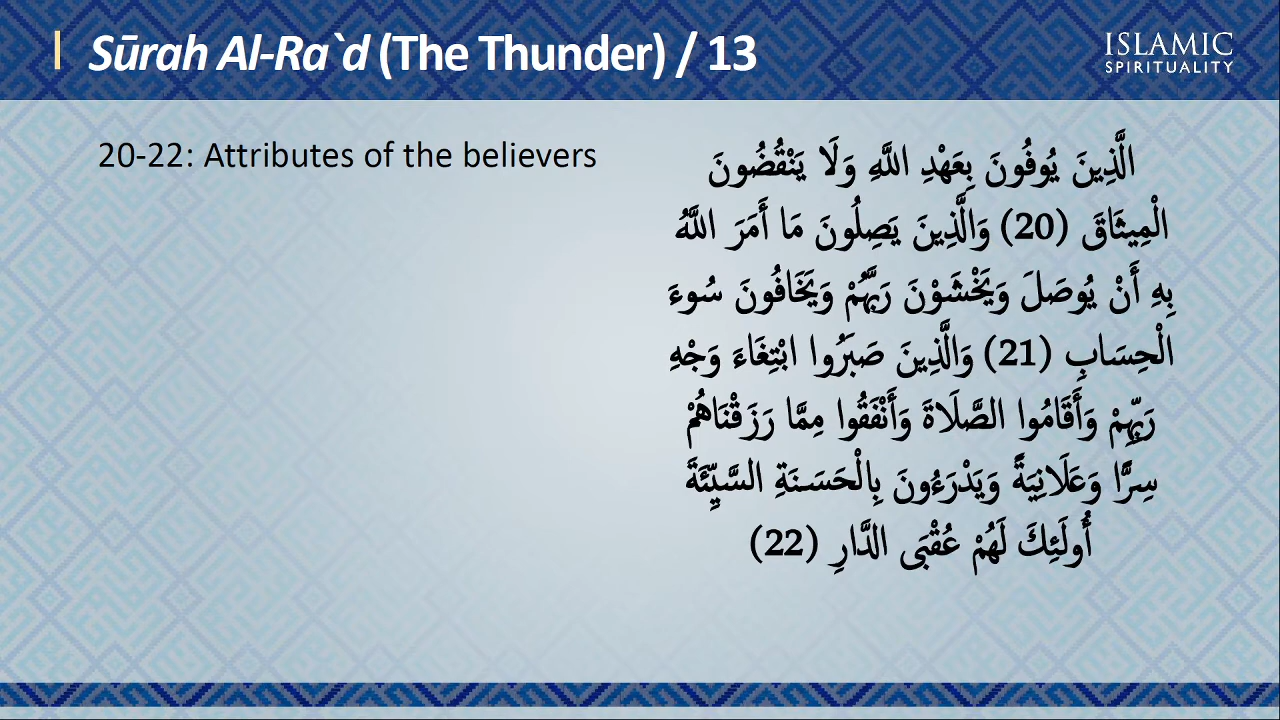 Sūrah Al-Ra`d (The Thunder) / 13
ISLAMIC
SPIRITUALITY
20-22: Attributes of the believers
الَّذِينَ يُوفُونَ بِعَهْدِ اللَّهِ وَلَا يَنْقُضُونَ
الْمِيثَاقَ (20) وَالَّذِينَ يَصِلُونَ مَا أَمَرَ اللَّهُ
بِهِ أَنْ يُوصَلَ وَيَخْشَوْنَ رَبَّهُمْ وَيَخَافُونَ سُوءَ
الْحِسَابِ (21) وَالَّذِينَ صَبَرُوا ابْتِغَاءَ وَجْهِ
رَبِّهِمْ وَأَقَامُوا الصَّلَاةَ وَأَنْفَقُوا مِمَّا رَزَقْنَاهُمْ
سِرًّا وَعَلَانِيَةً وَيَدْرَءُونَ بِالْحَسَنَةِ السَّيِّئَةَ
أُولَئِكَ لَهُمْ عُقْبَى الدَّارِ (22)